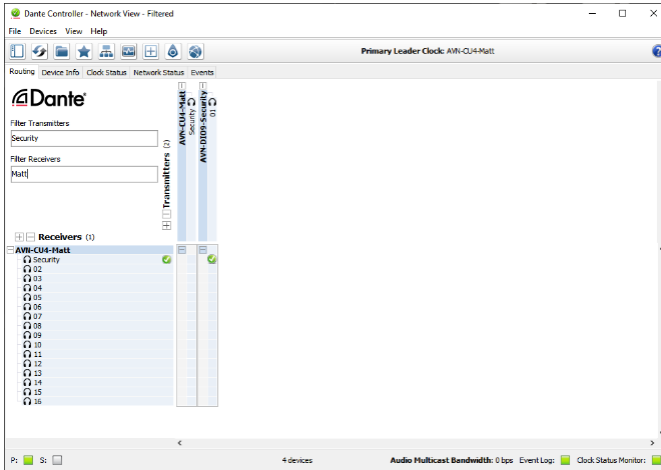 Dante Controller - Network View - Filtered
File Devices View Help
Primary Leader Clock: AVN-CU4-Matt
Routing Device Info Clock Status Network Status Events
Dante
Filter Transmitters
Security
Filter Receivers
Matt
Transmitters (2)
AVN-CU4-Matt
Security
AVN-DIO9-Security
01
Receivers (1)
AVN-CU4-Matt
Security
02
03
04
05
06
07
08
09
10
11
12
13
14
15
16
P: S: 4 devices Audio Multicast Bandwidth: 0 bps Event Log: Clock Status Monitor: